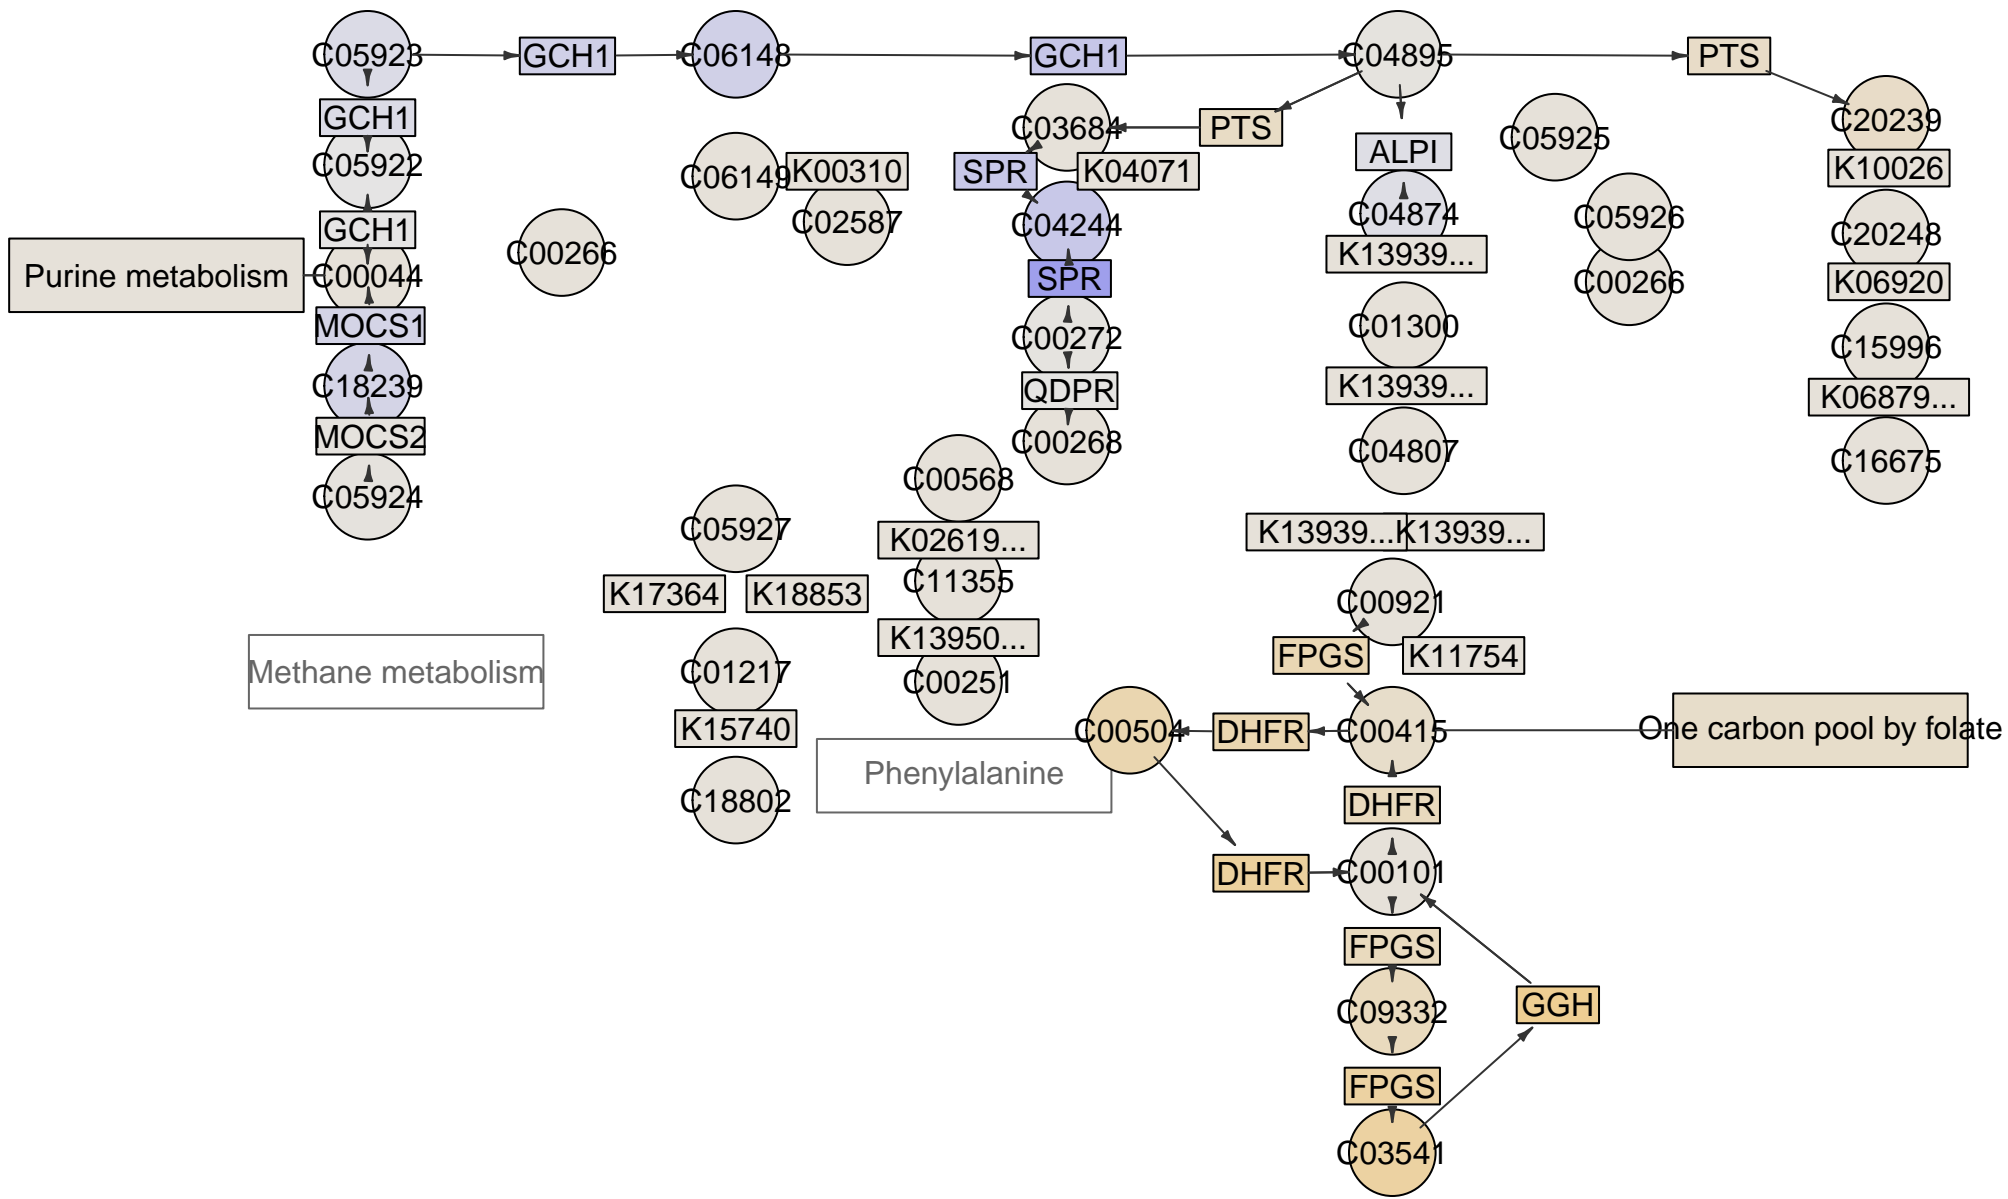 C05923
GCH1
C06148
GCH1
C04895
PTS
GCH1
C03684
PTS
C05925
C20239
C05922
C06149
K00310
SPR
K04071
ALPI
K10026
GCH1
C00266
C02587
C04244
C04874
C05926
C20248
Purine metabolism
C00044
SPR
K13939...
C00266
K06920
MOCS1
C00272
C01300
C15996
C18239
QDPR
K13939...
K06879...
MOCS2
C00268
C04807
C16675
C05924
C00568
C05927
K02619...
K13939...
K13939...
K17364
K18853
C11355
C00921
K13950...
FPGS
K11754
Methane metabolism
C01217
C00251
K15740
C00504
DHFR
C00415
One carbon pool by folate
Phenylalanine
C18802
DHFR
DHFR
C00101
FPGS
C09332
GGH
FPGS
C03541